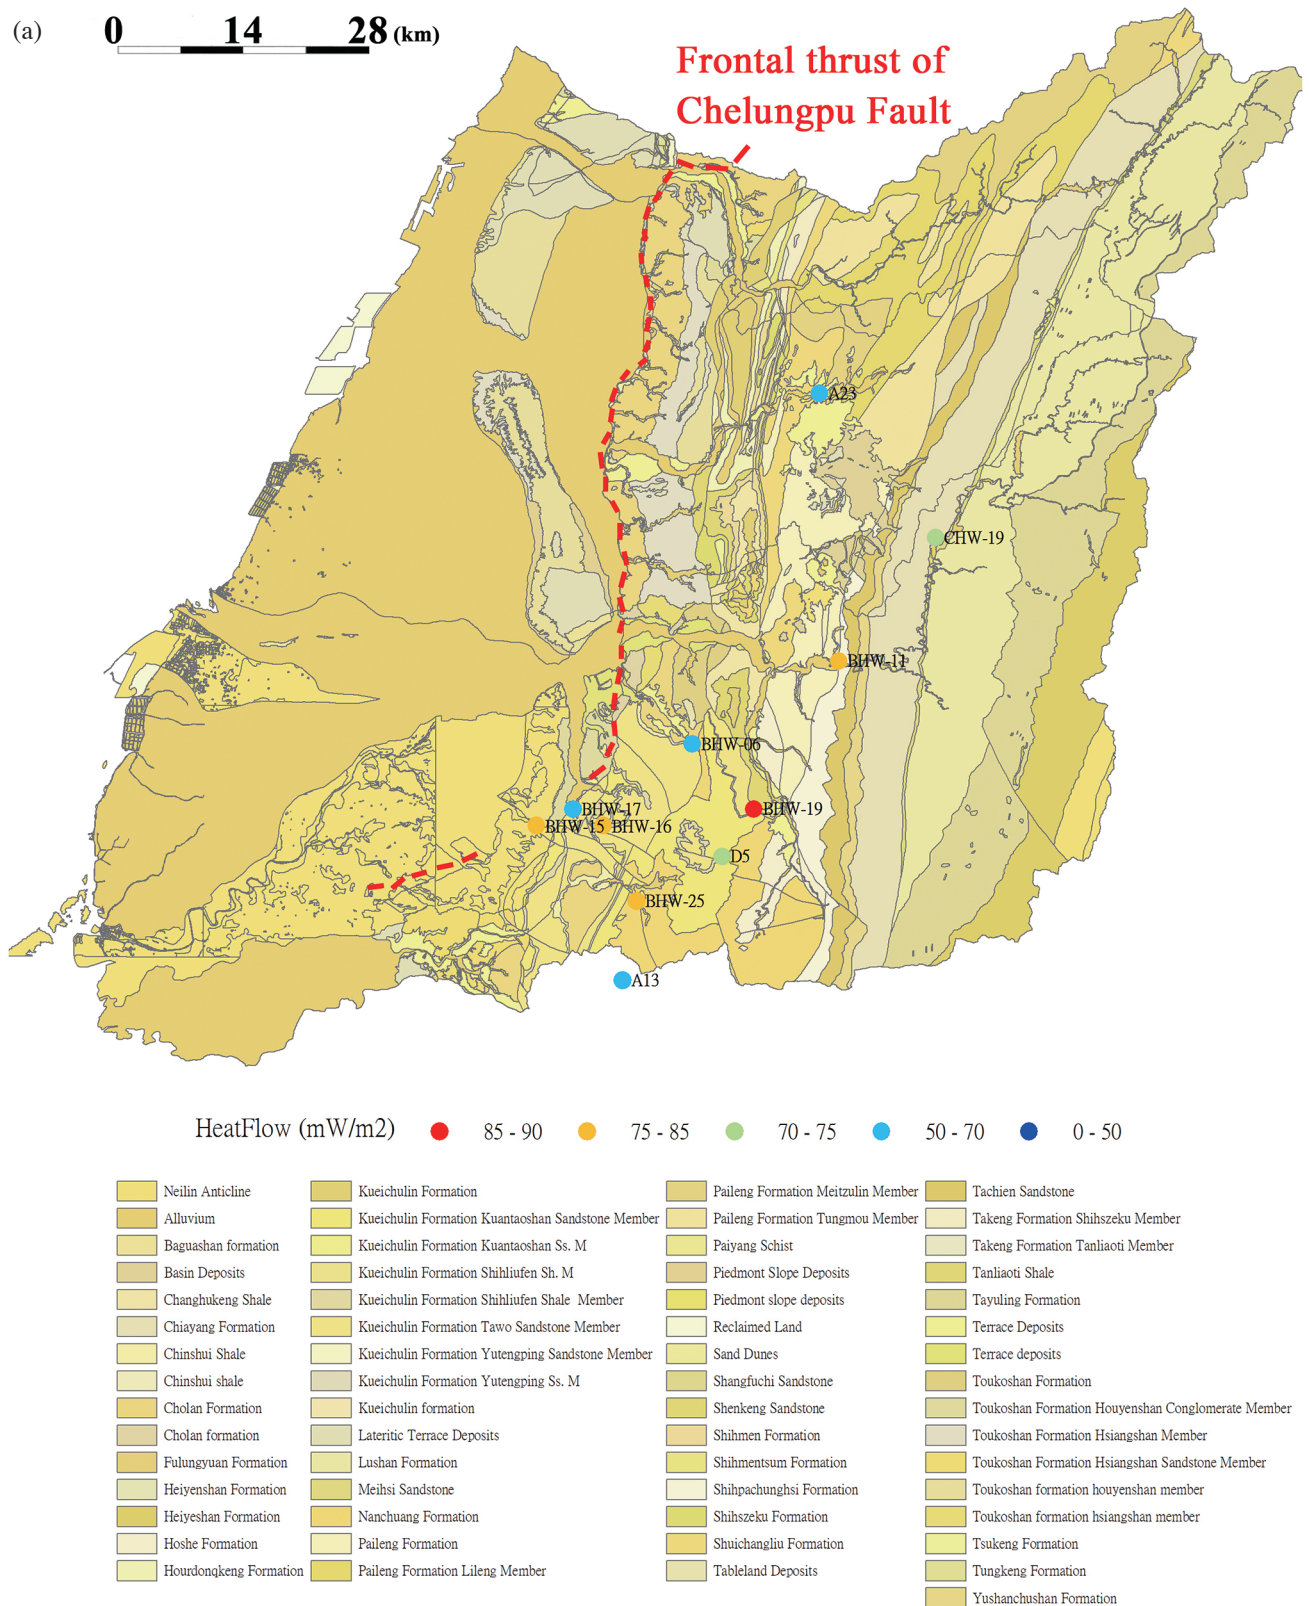 (a)
0 14 28 (km)
Frontal thrust of
Chelungpu Fault
A23
CHW-19
BHW-11
BHW-06
BHW-17
BHW-19
BHW-15
BHW-16
D5
BHW-25
A13
HeatFlow (mW/m2) 85 - 90 75 - 85 70 - 75 50 - 70 0 - 50
Neilin Anticline
Alluvium
Baguashan formation
Basin Deposits
Changhukeng Shale
Chiayang Formation
Chinshui Shale
Chinshui shale
Cholan Formation
Cholan formation
Fulungyuan Formation
Heiyenshan Formation
Heiyeshan Formation
Hoshe Formation
Hourdonqkeng Formation
Kueichulin Formation
Kueichulin Formation Kuantaoshan Sandstone Member
Kueichulin Formation Kuantaoshan Ss. M
Kueichulin Formation Shihliufen Sh. M
Kueichulin Formation Shihliufen Shale Member
Kueichulin Formation Tawo Sandstone Member
Kueichulin Formation Yutengping Sandstone Member
Kueichulin Formation Yutengping Ss. M
Kueichulin formation
Lateritic Terrace Deposits
Lushan Formation
Meihsi Sandstone
Nanchuang Formation
Paileng Formation
Paileng Formation Lileng Member
Paileng Formation Meitzulin Member
Paileng Formation Tungmou Member
Paiyang Schist
Piedmont Slope Deposits
Piedmont slope deposits
Reclaimed Land
Sand Dunes
Shangfuchi Sandstone
Shenkeng Sandstone
Shihmen Formation
Shihmentsum Formation
Shihpachunghsi Formation
Shihszeku Formation
Shuichangliu Formation
Tableland Deposits
Tachien Sandstone
Takeng Formation Shihszeku Member
Takeng Formation Tanliaoti Member
Tanliaoti Shale
Tayuling Formation
Terrace Deposits
Terrace deposits
Toukoshan Formation
Toukoshan Formation Houyenshan Conglomerate Member
Toukoshan Formation Hsiangshan Member
Toukoshan Formation Hsiangshan Sandstone Member
Toukoshan formation houyenshan member
Toukoshan formation hsiangshan member
Tsukeng Formation
Tungkeng Formation
Yushanchushan Formation